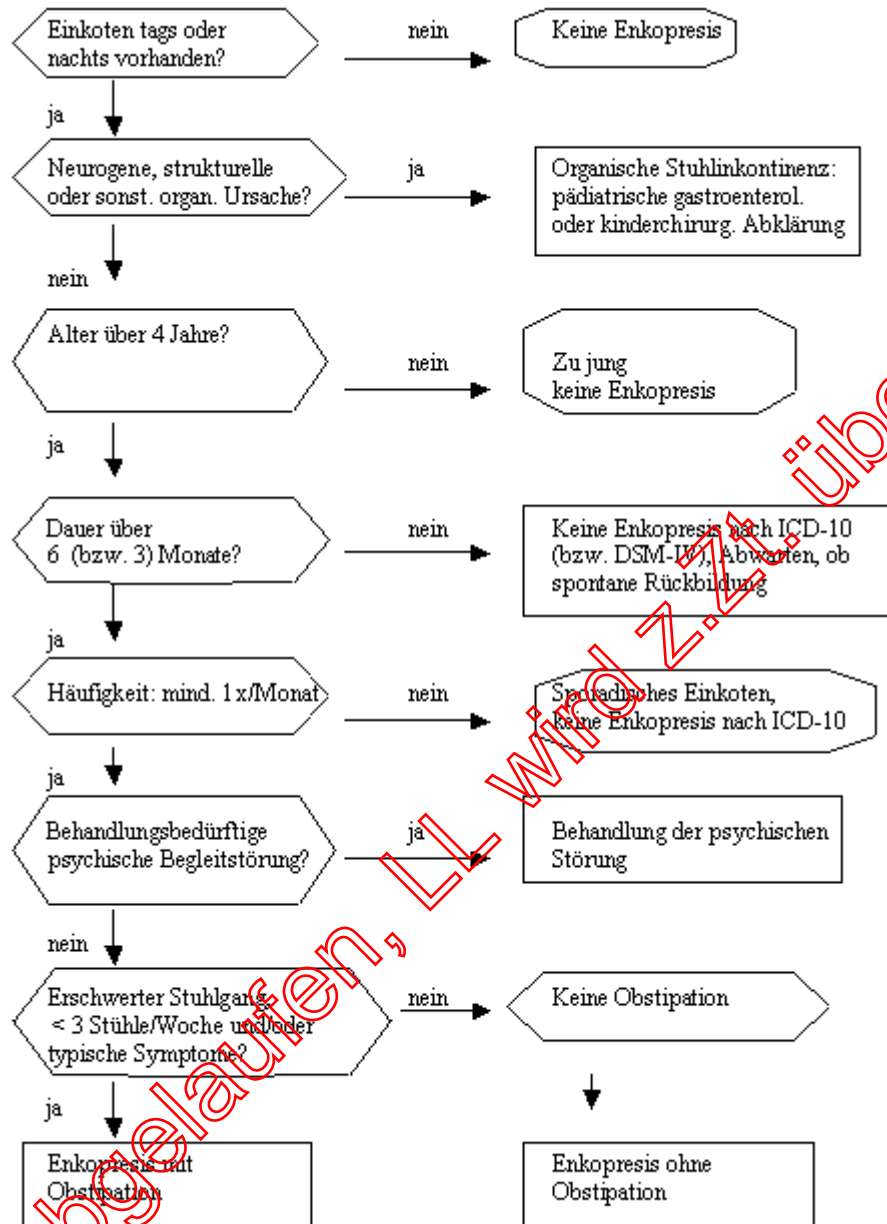 Einkoten tags oder
nachts vorhanden?
nein
Keine Enkopresis
ja
Neurogene, strukturelle
oder sonst. organ. Ursache?
ja
Organische Stuhlinkontinenz:
pädiatrische gastroenterol.
oder kinderchirurg. Abklärung
nein
Alter über 4 Jahre?
nein
Zu jung
keine Enkopresis
ja
Dauer über
6 (bzw. 3) Monate?
nein
Keine Enkopresis nach ICD-10
(bzw. DSM-IV), Abwarten, ob
spontane Rückbildung
ja
Häufigkeit: mind. 1x/Monat
nein
Sporadisches Einkoten,
keine Enkopresis nach ICD-10
ja
Behandlungsbedürftige
psychische Begleitstörung?
ja
Behandlung der psychischen
Störung
nein
Erschwerter Stuhlgang,
< 3 Stühle/Woche und/oder
typische Symptome?
nein
Keine Obstipation
ja
Enkopresis mit
Obstipation
Enkopresis ohne
Obstipation
bgelaufen, LL wird z.Zt. übe